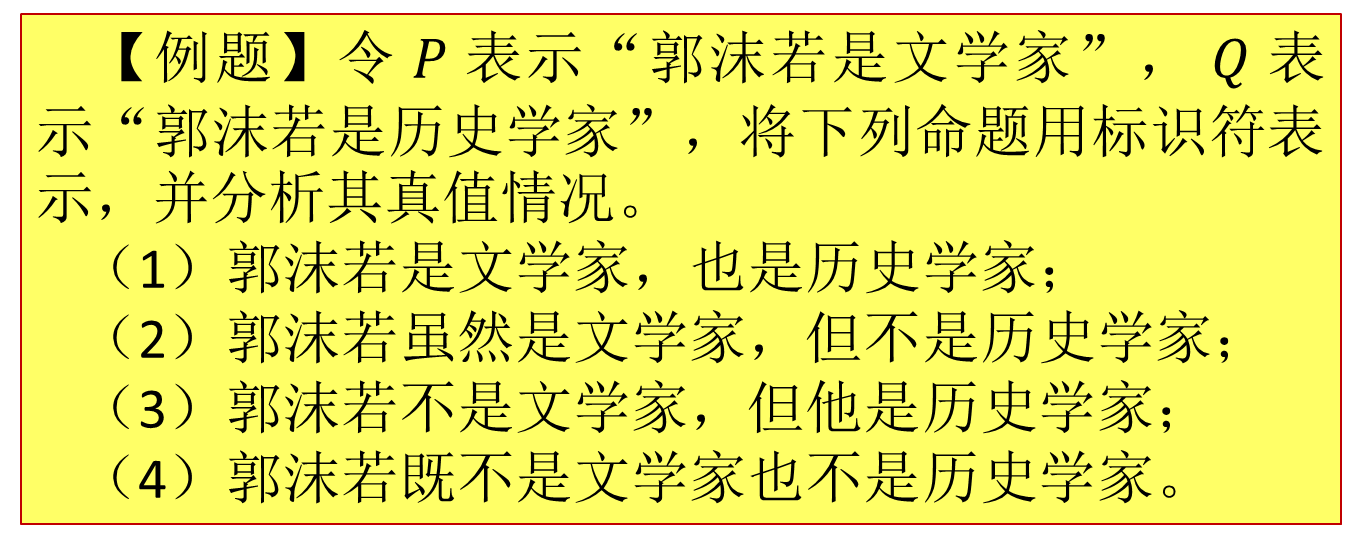 【例题】令 P 表示“郭沫若是文学家”， Q 表
示“郭沫若是历史学家”，将下列命题用标识符表
示，并分析其真值情况。
（1）郭沫若是文学家，也是历史学家；
（2）郭沫若虽然是文学家，但不是历史学家；
（3）郭沫若不是文学家，但他是历史学家；
（4）郭沫若既不是文学家也不是历史学家。